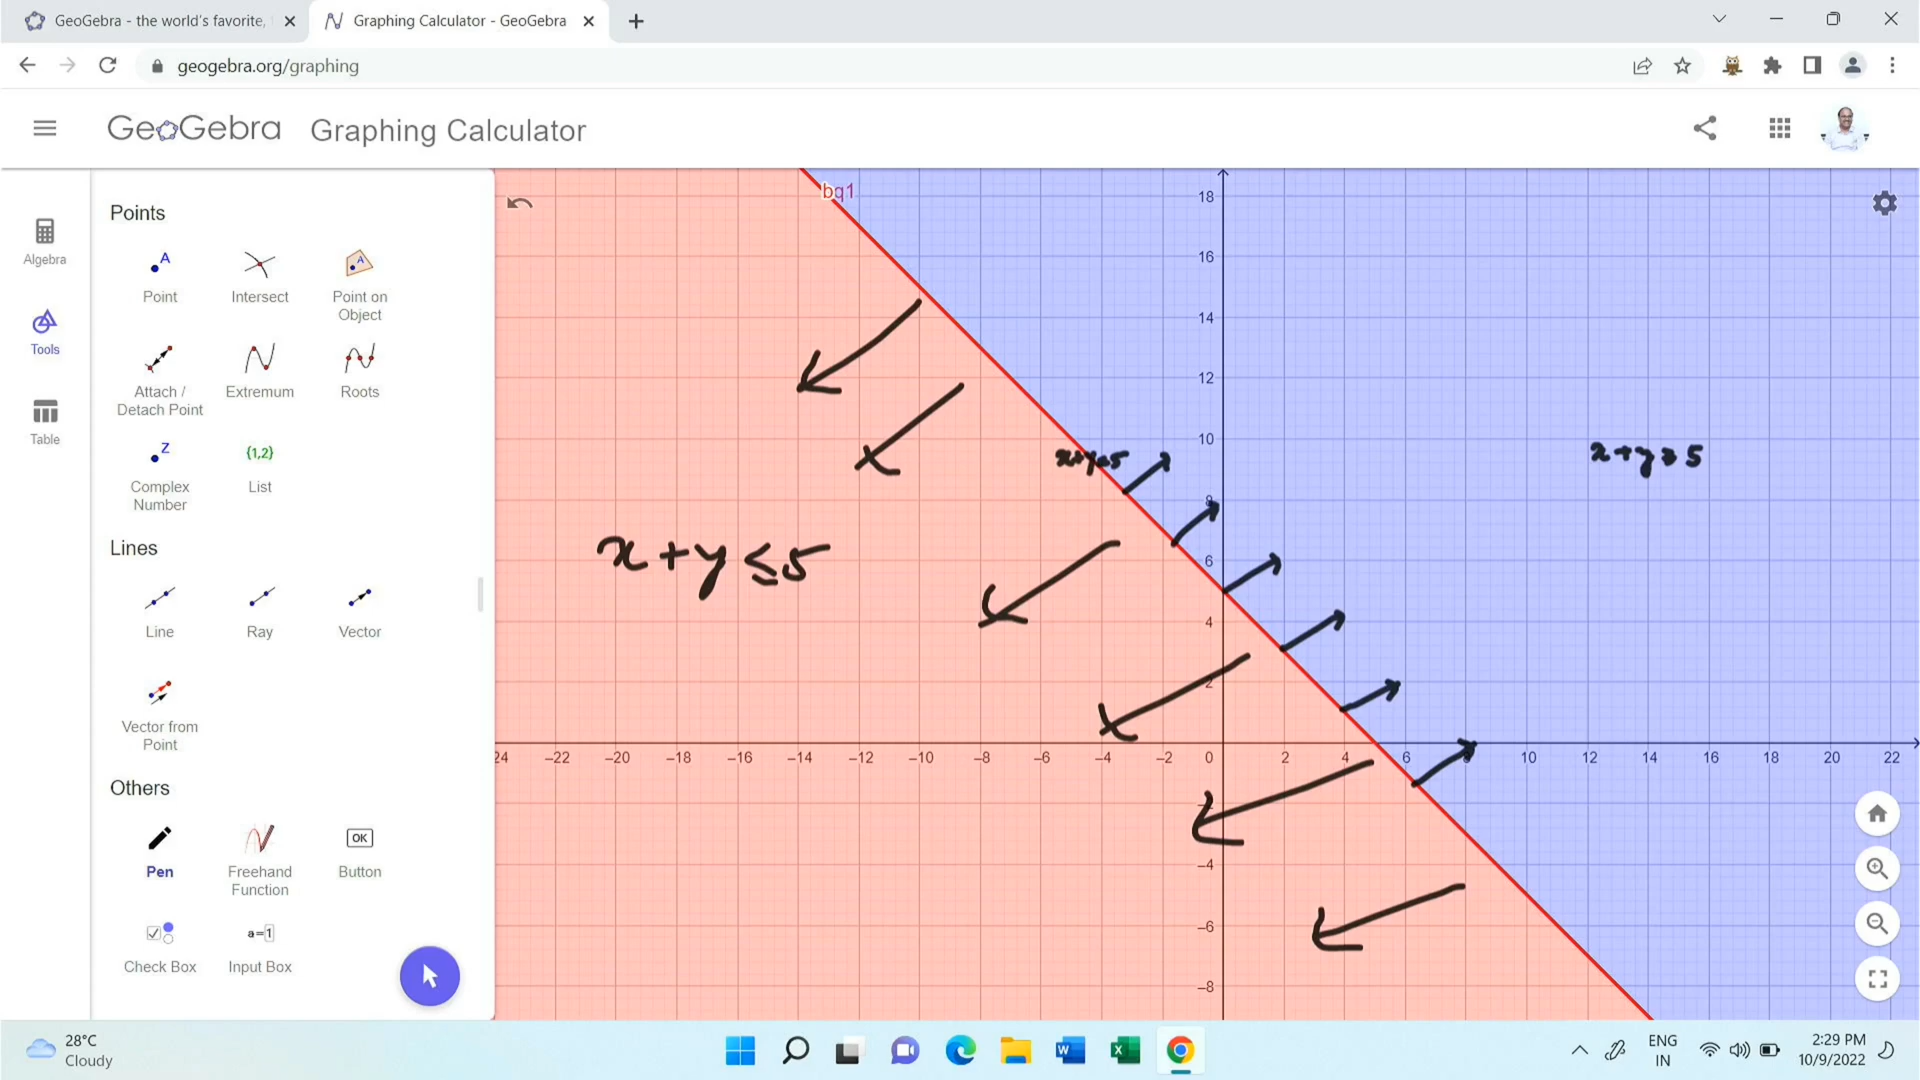 GeoGebra - the world's favorite,
Graphing Calculator - GeoGebra
geogebra.org/graphing
GeoGebra Graphing Calculator
Algebra
Tools
Table
Points
A
Point
Intersect
A
Point on
Object
Attach /
Detach Point
Extremum
Roots
Z
Complex
Number
{1,2}
List
Lines
Line
Ray
Vector
Vector from
Point
Others
Pen
Freehand
Function
OK
Button
Check Box
a=1
Input Box
bq1
18
16
14
12
10
8
6
4
2
-4
-6
-8
24 -22 -20 -18 -16 -14 -12 -10 -8 -6 -4 -2 0 2 4 6 8 10 12 14 16 18 20 22
x+y=5
x+y≥5
x+y≤5
28°C
Cloudy
ENG
IN
2:29 PM
10/9/2022